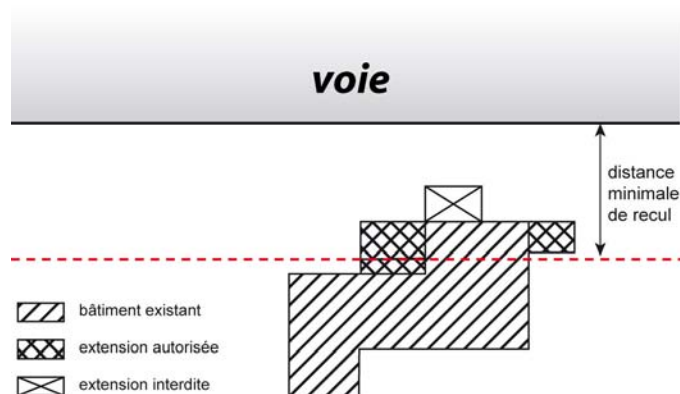 voie
distance
minimale
de recul
bâtiment existant
extension autorisée
extension interdite